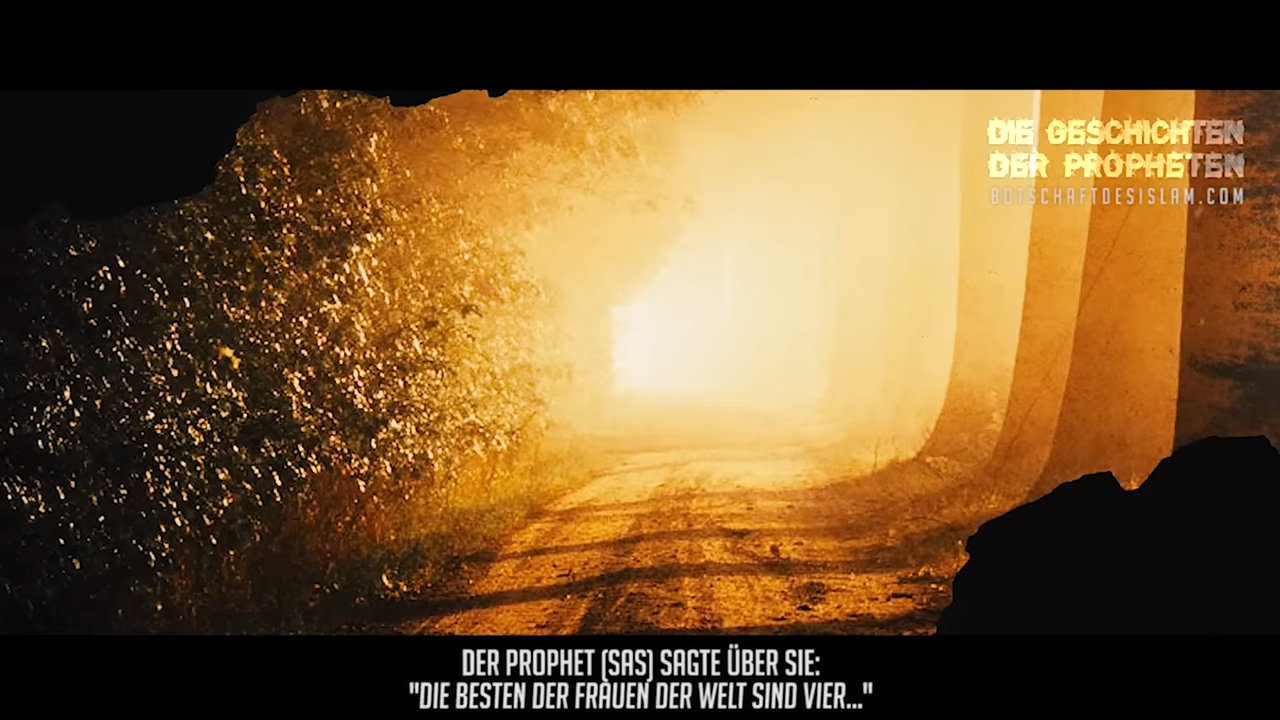 DIE GESCHICHTEN
DER PROPHETEN
BOTSCHAFTDESISLAM.COM
DER PROPHET (SAS) SAGTE ÜBER SIE:
"DIE BESTEN DER FRAUEN DER WELT SIND VIER..."